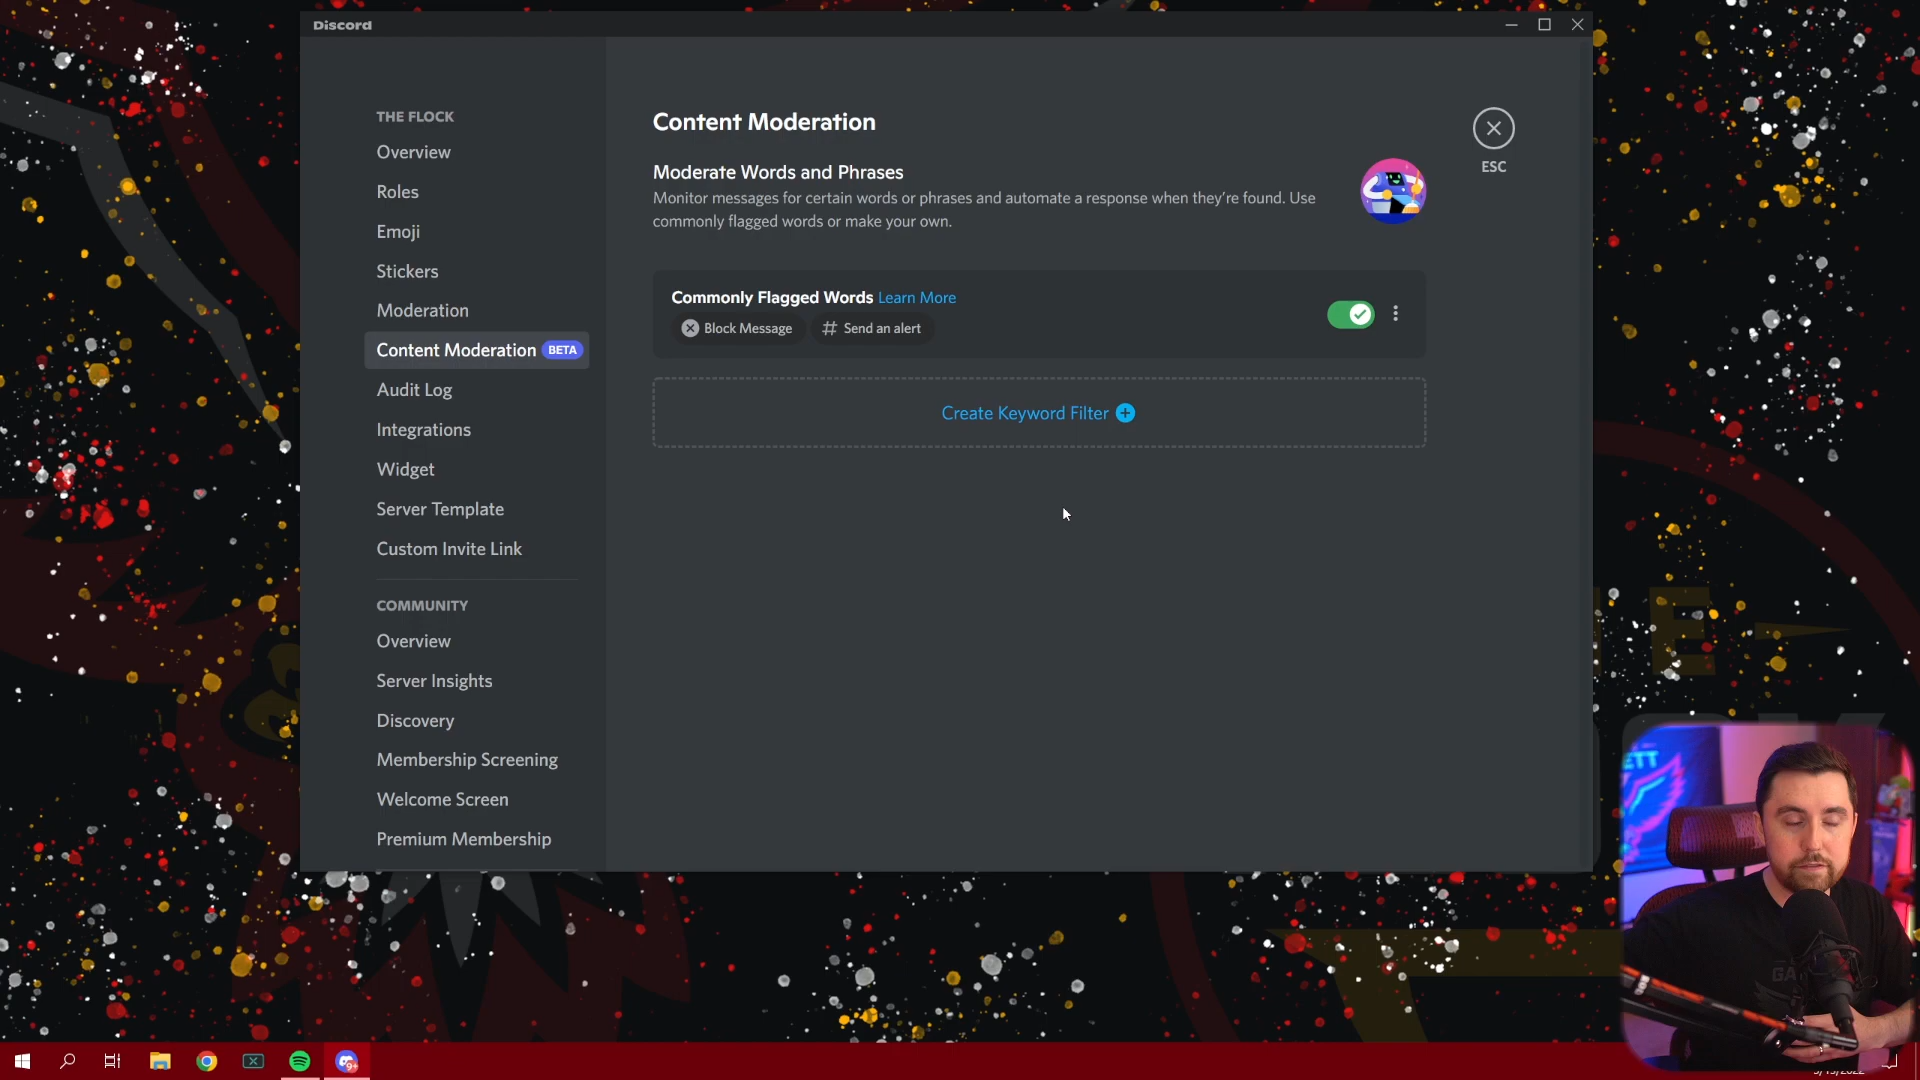 Discord
THE FLOCK
Overview
Roles
Emoji
Stickers
Moderation
Content Moderation BETA
Audit Log
Integrations
Widget
Server Template
Custom Invite Link
COMMUNITY
Overview
Server Insights
Discovery
Membership Screening
Welcome Screen
Premium Membership
Content Moderation
Moderate Words and Phrases
Monitor messages for certain words or phrases and automate a response when they're found. Use
commonly flagged words or make your own.
Commonly Flagged Words Learn More
Block Message # Send an alert
Create Keyword Filter
ESC
9+